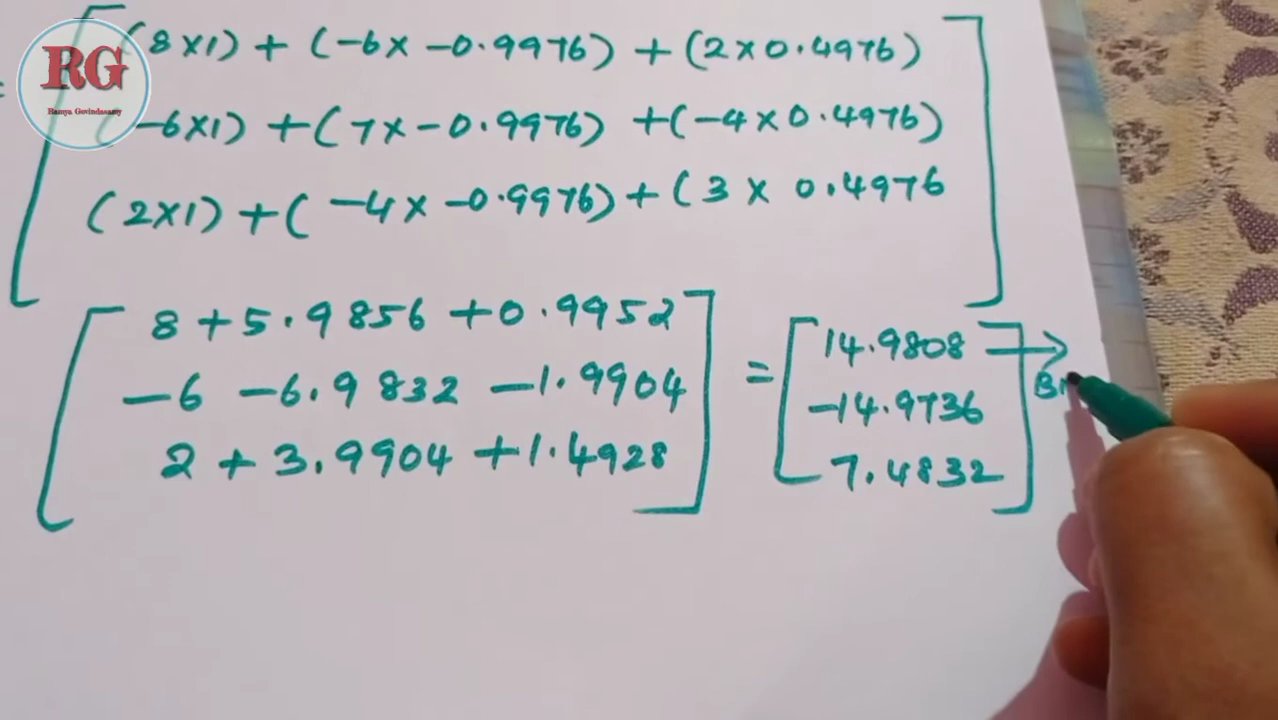 RG
Ramya Govindasamy
(8×1) + (-6× -0.9976) + (2×0.4976)
-6×1) + (7× -0.9976) + (-4×0.4976)
(2×1) + ( -4× -0.9976) + (3 × 0.4976
8 + 5.9856 + 0.9952
-6 -6.9832 -1.9904
2 + 3.9904 + 1.4928
= 14.9808 →
-14.9736
7.4832